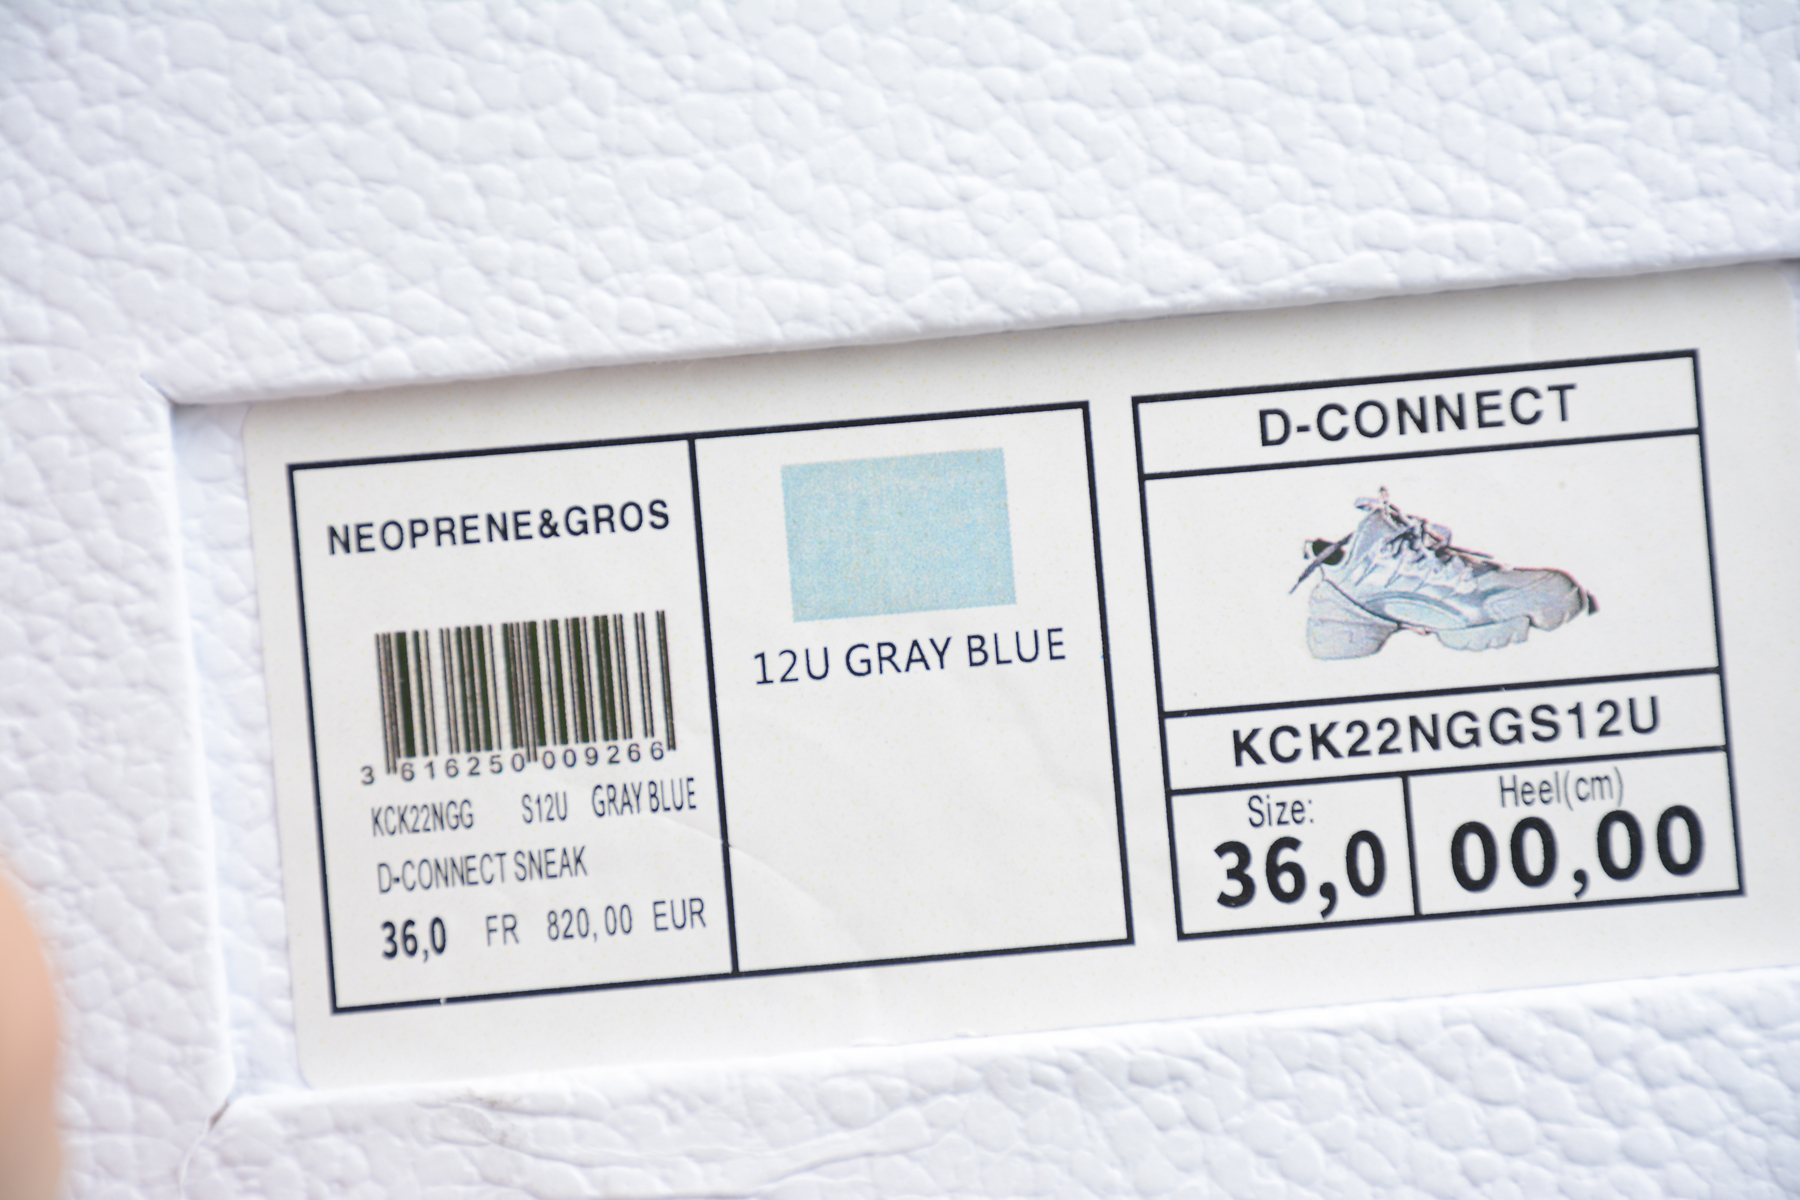 NEOPRENE&GROS
3 616250 009266
KCK22NGG S12U GRAY BLUE
D-CONNECT SNEAK
36,0 FR 820,00 EUR
12U GRAY BLUE
D-CONNECT
KCK22NGGS12U
Size:
36,0
Heel(cm)
00,00